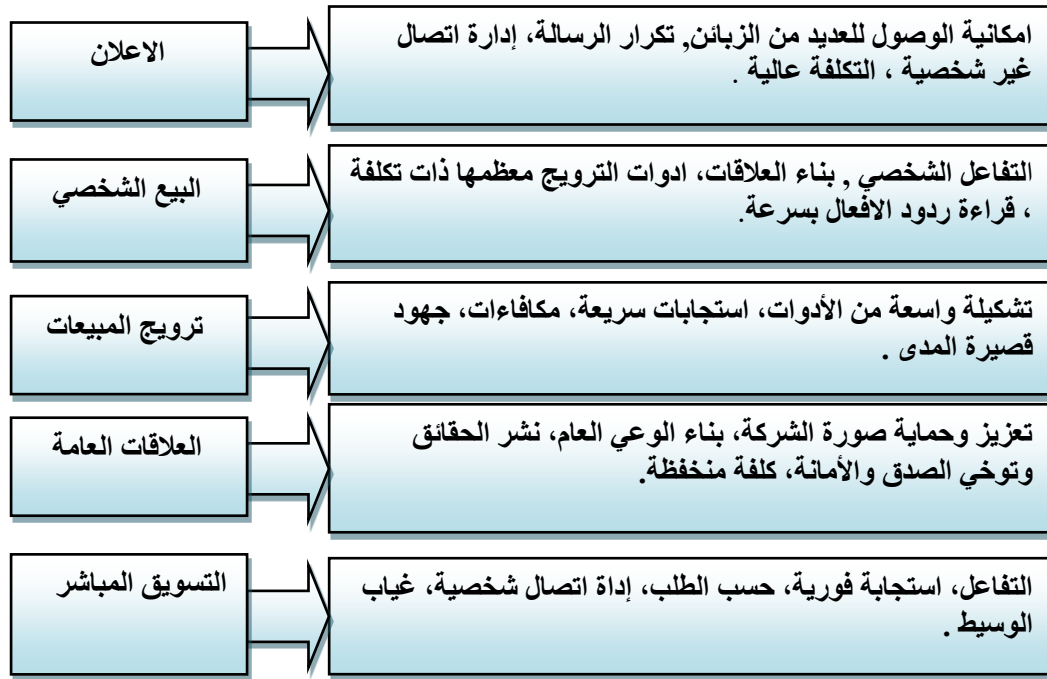 الاعلان
امكانية الوصول للعديد من الزبائن, تكرار الرسالة، إدارة اتصال
غير شخصية ، التكلفة عالية .
البيع الشخصي
التفاعل الشخصي , بناء العلاقات، ادوات الترويج معظمها ذات تكلفة
، قراءة ردود الافعال بسرعة.
ترويج المبيعات
تشكيلة واسعة من الأدوات، استجابات سريعة، مكافاءات، جهود
قصيرة المدى .
العلاقات العامة
تعزيز وحماية صورة الشركة، بناء الوعي العام، نشر الحقائق
وتوخي الصدق والأمانة، كلفة منخفظة.
التسويق المباشر
التفاعل، استجابة فورية، حسب الطلب، إداة اتصال شخصية، غياب
الوسيط .